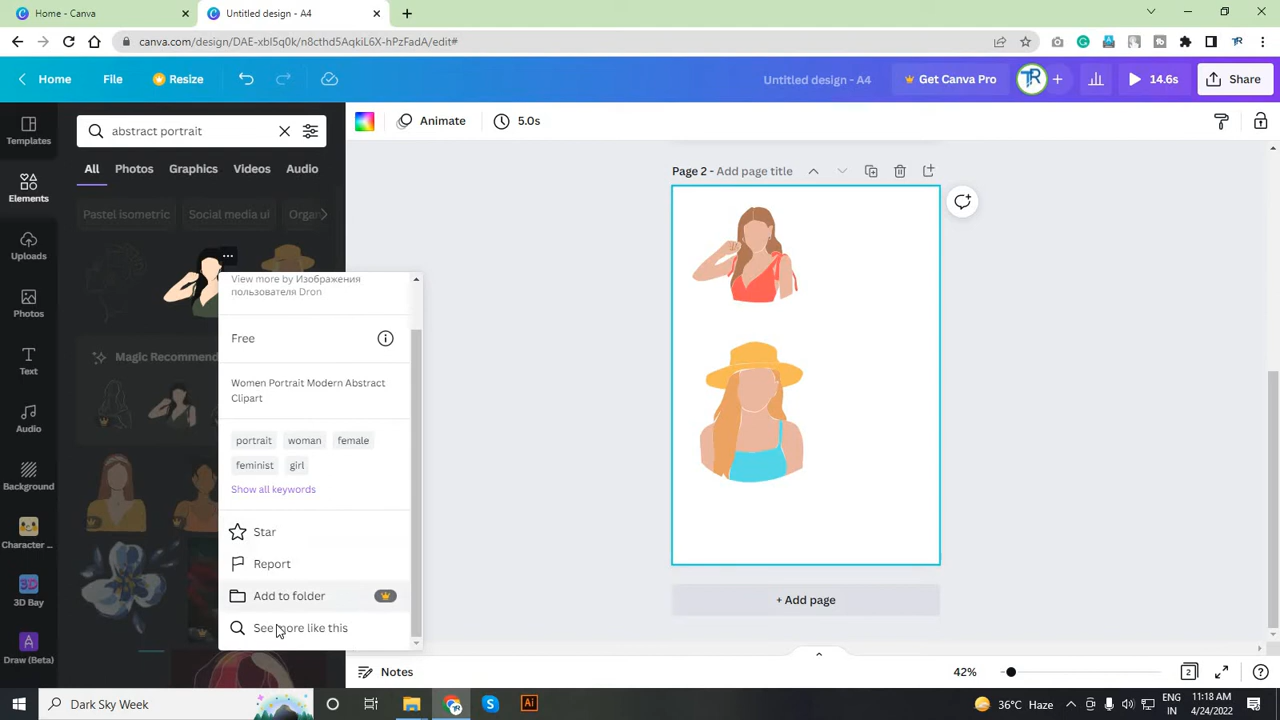 Home - Canva
Untitled design - A4
canva.com/design/DAE-xbI5q0k/n8cthd5AqkiL6X-hPzFadA/edit#
Home
File
Resize
Untitled design - A4
Get Canva Pro
14.6s
Share
Templates
Elements
Uploads
Photos
Text
Audio
Background
Character ...
3D Bay
Draw (Beta)
abstract portrait
All
Photos
Graphics
Videos
Audio
Pastel isometric
Social media ui
Organ
Magic Recommend
View more by Изображения
пользователя Dron
Free
Women Portrait Modern Abstract
Clipart
portrait
woman
female
feminist
girl
Show all keywords
Star
Report
Add to folder
See more like this
Animate
5.0s
Page 2 - Add page title
+ Add page
Notes
42%
2
Dark Sky Week
36°C Haze
ENG
IN
11:18 AM
4/24/2022